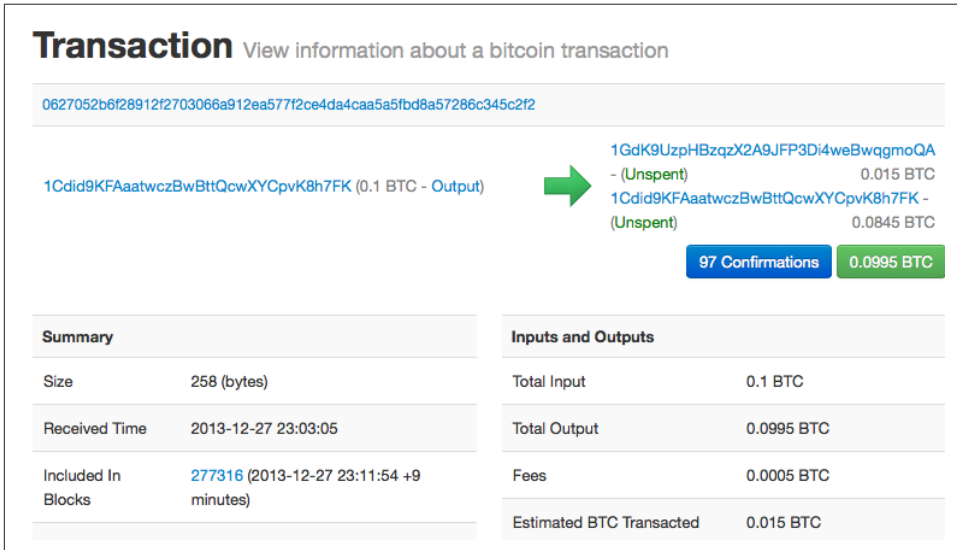 Transaction View information about a bitcoin transaction
0627052b6f28912f2703066a912ea577f2ce4da4caa5a5fbd8a57286c345c2f2
1Cdid9KFAaatwczBwBttQcwXYCpvK8h7FK (0.1 BTC - Output)
1GdK9UzpHBzqzX2A9JFP3Di4weBwqgmoQA
- (Unspent) 0.015 BTC
1Cdid9KFAaatwczBwBttQcwXYCpvK8h7FK -
(Unspent) 0.0845 BTC
97 Confirmations 0.0995 BTC
Summary
Size 258 (bytes)
Received Time 2013-12-27 23:03:05
Included In 277316 (2013-12-27 23:11:54 +9
Blocks minutes)
Inputs and Outputs
Total Input 0.1 BTC
Total Output 0.0995 BTC
Fees 0.0005 BTC
Estimated BTC Transacted 0.015 BTC